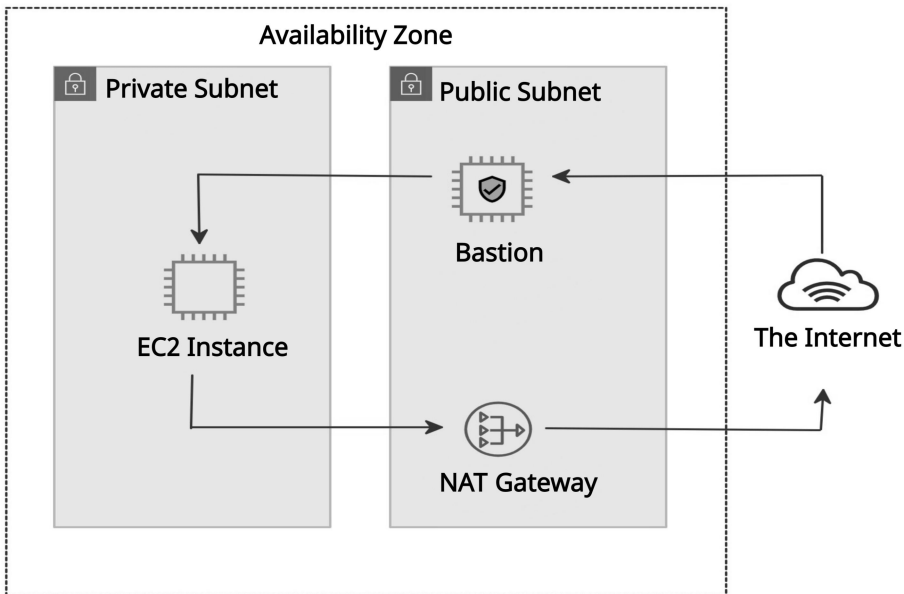 Availability Zone
Private Subnet
Public Subnet
Bastion
EC2 Instance
The Internet
NAT Gateway